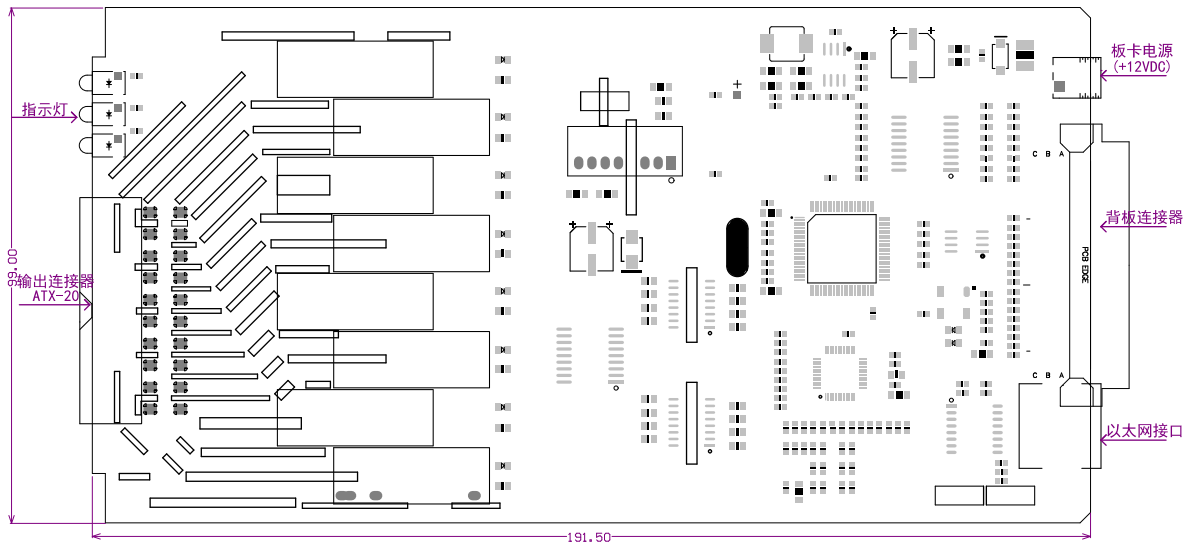 板卡电源
(+12VDC)
指示灯
C B A
背板连接器
PCB EDGE
99.00
输出连接器
ATX-20
C B A
以太网接口
191.50